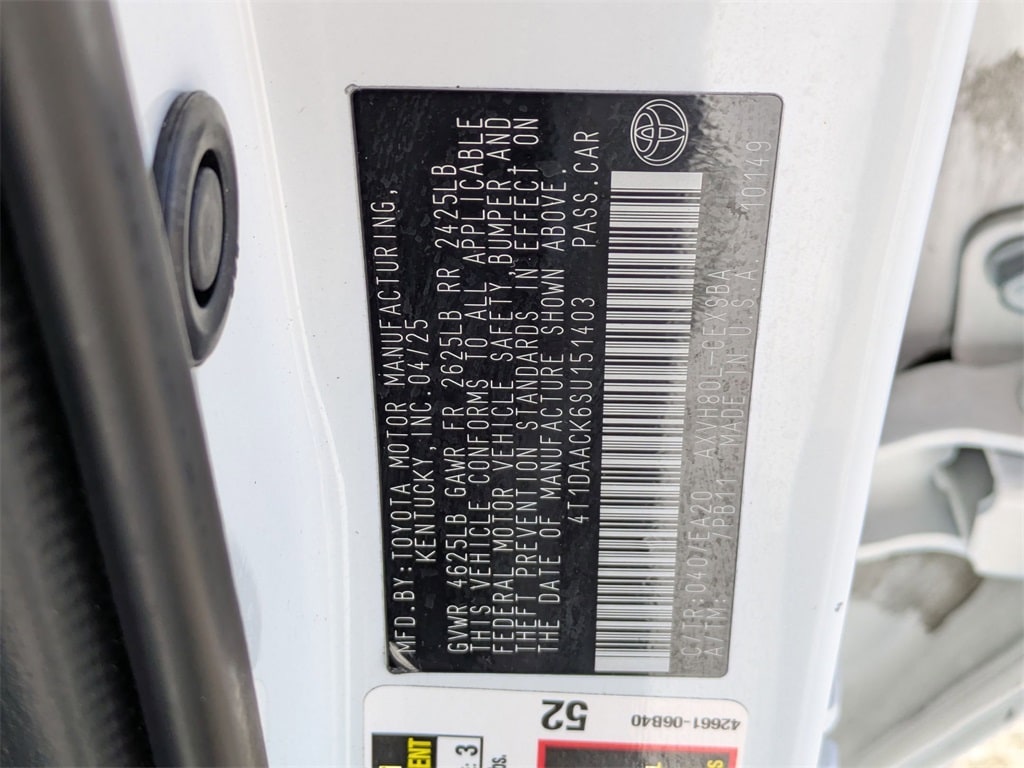 MFD.BY:TOYOTA MOTOR MANUFACTURING,
KENTUCKY,INC. 04/25
GVWR 4625LB GAWR FR 2625LB RR 2425LB
THIS VEHICLE CONFORMS TO ALL APPLICABLE
FEDERAL MOTOR VEHICLE SAFETY,BUMPER,AND
THEFT PREVENTION STANDARDS IN EFFECT ON
THE DATE OF MANUFACTURE SHOWN ABOVE.
4T1DAACK6SU151403 PASS.CAR
C/TR:040/EA20 AXVH80L-CEX9BA
A/TM: /PB11 MADE IN U.S.A. 10149
52
42661-06B40
3